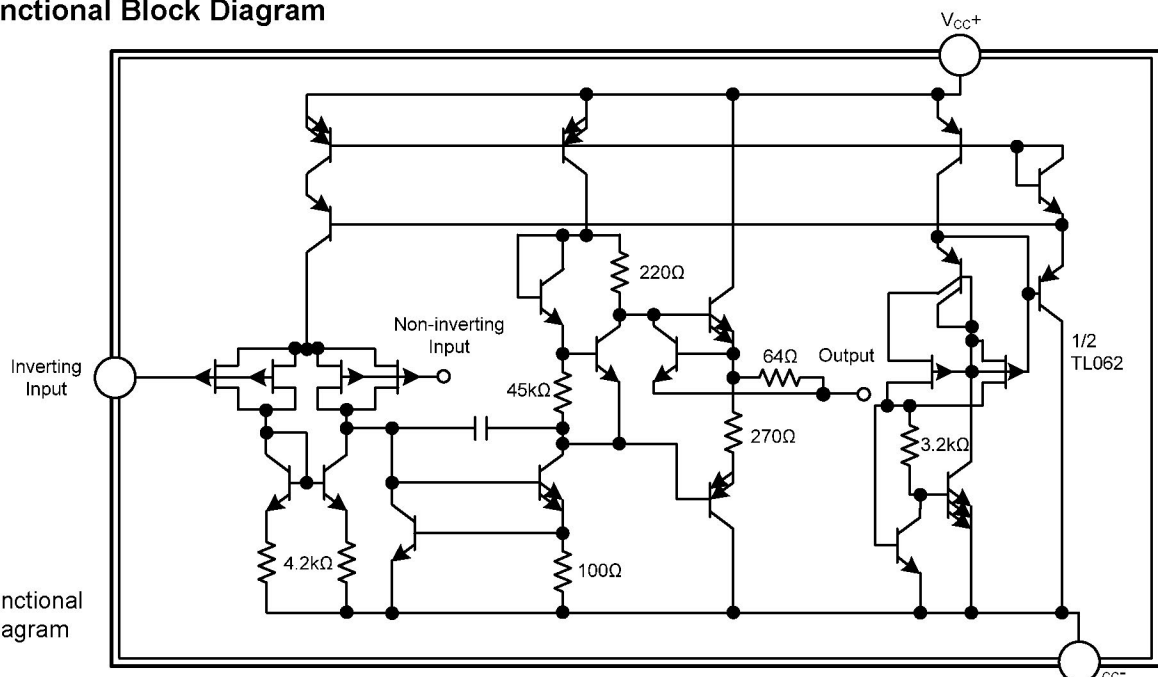 nctional Block Diagram
VCC+
220Ω
Non-inverting
Input
64Ω
Output
1/2
TL062
Inverting
Input
45kΩ
270Ω
3.2kΩ
4.2kΩ
100Ω
nctional
agram
CC-